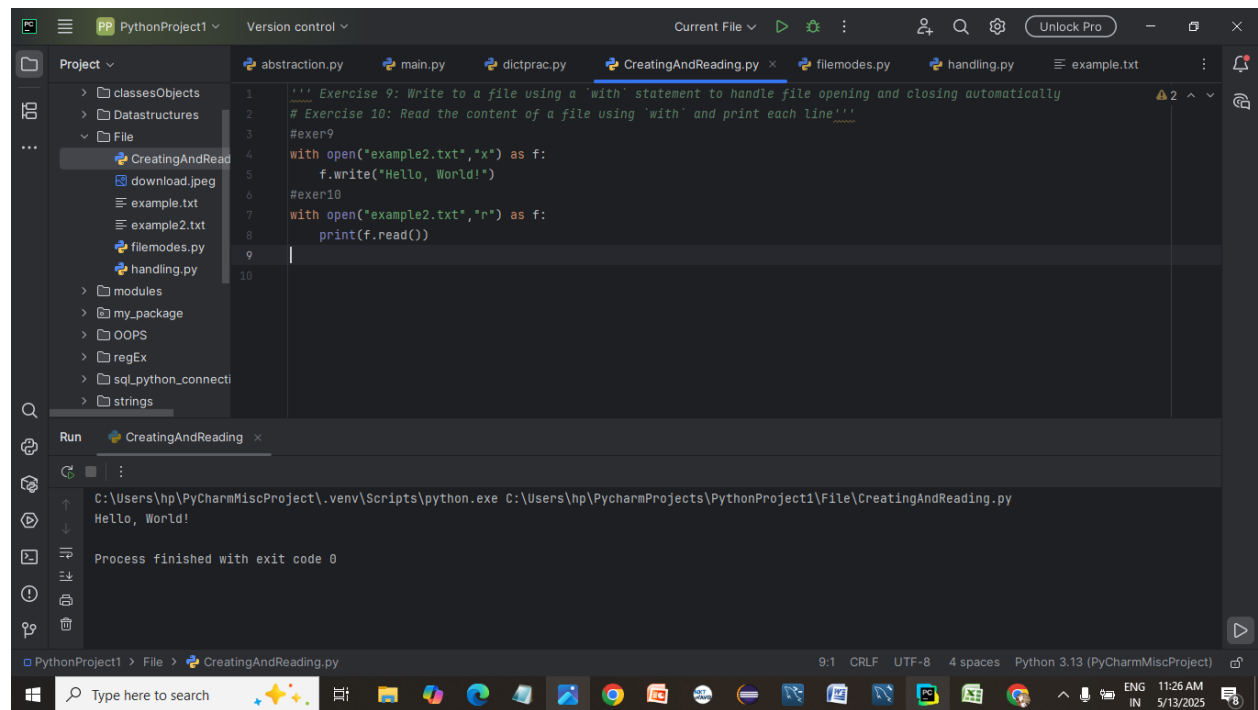 PC
PP PythonProject1 Version control Current File Unlock Pro
Project abstraction.py main.py dictprac.py CreatingAndReading.py filemodes.py handling.py example.txt
classesObjects
Datastructures
File
CreatingAndRead
download.jpeg
example.txt
example2.txt
filemodes.py
handling.py
modules
my_package
OOPS
regEx
sql_python_connecti
strings
1 ''' Exercise 9: Write to a file using a `with` statement to handle file opening and closing automatically
2 # Exercise 10: Read the content of a file using `with` and print each line'''
3 #exer9
4 with open("example2.txt","x") as f:
5 f.write("Hello, World!")
6 #exer10
7 with open("example2.txt","r") as f:
8 print(f.read())
9
10
2
Run CreatingAndReading
C:\Users\hp\PyCharmMiscProject\.venv\Scripts\python.exe C:\Users\hp\PycharmProjects\PythonProject1\File\CreatingAndReading.py
Hello, World!
Process finished with exit code 0
PythonProject1 > File > CreatingAndReading.py 9:1 CRLF UTF-8 4 spaces Python 3.13 (PyCharmMiscProject)
Type here to search
ENG 11:26 AM
IN 5/13/2025
8